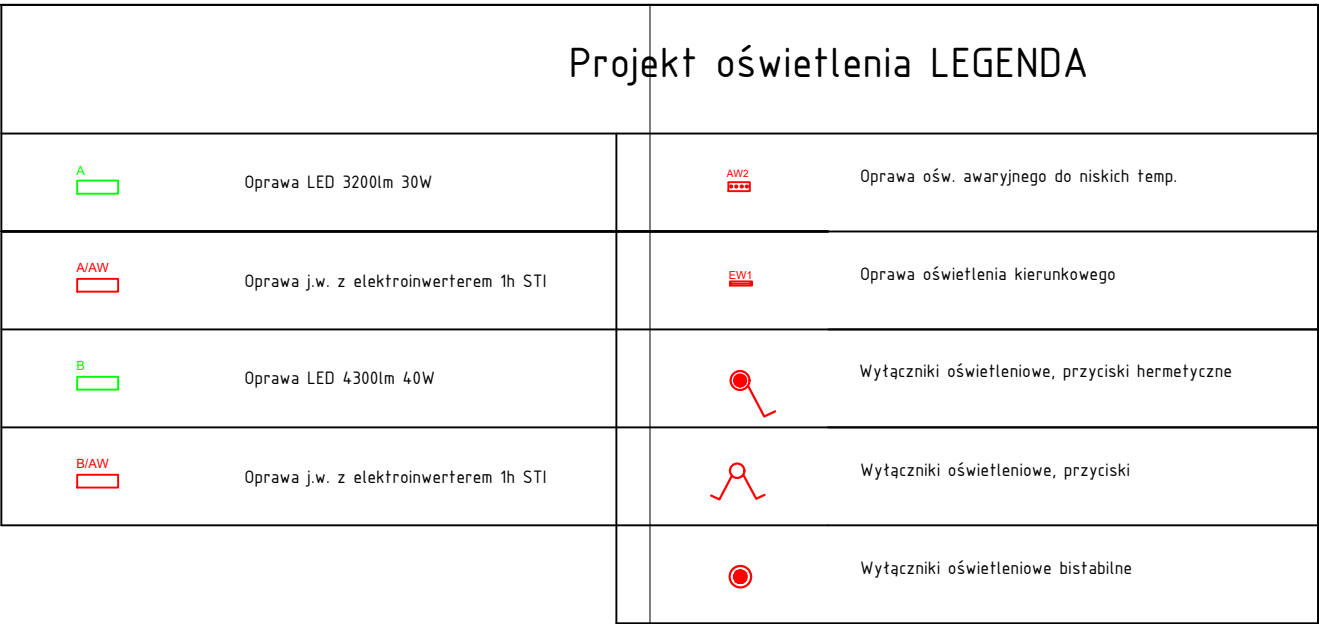 Projekt oświetlenia LEGENDA
A
Oprawa LED 3200lm 30W
A/AW
Oprawa j.w. z elektroinwerterem 1h STI
B
Oprawa LED 4300lm 40W
B/AW
Oprawa j.w. z elektroinwerterem 1h STI
AW2
Oprawa ośw. awaryjnego do niskich temp.
EW1
Oprawa oświetlenia kierunkowego
Wyłączniki oświetleniowe, przyciski hermetyczne
Wyłączniki oświetleniowe, przyciski
Wyłączniki oświetleniowe bistabilne